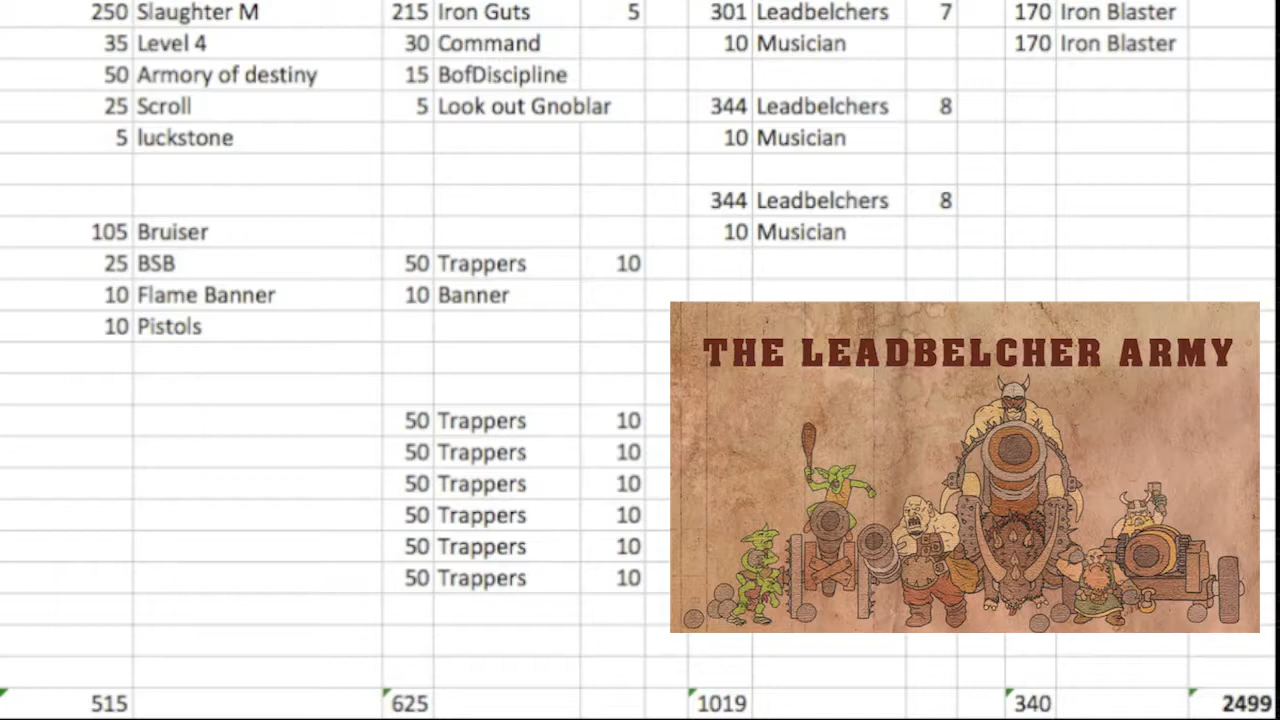 250 Slaughter M 215 Iron Guts 5 301 Leadbelchers 7 170 Iron Blaster
35 Level 4 30 Command 10 Musician 170 Iron Blaster
50 Armory of destiny 15 BofDiscipline
25 Scroll 5 Look out Gnoblar 344 Leadbelchers 8
5 luckstone 10 Musician
344 Leadbelchers 8
105 Bruiser 10 Musician
25 BSB 50 Trappers 10
10 Flame Banner 10 Banner
10 Pistols
THE LEADBELCHER ARMY
50 Trappers 10
50 Trappers 10
50 Trappers 10
50 Trappers 10
50 Trappers 10
50 Trappers 10
515 625 1019 340 2499